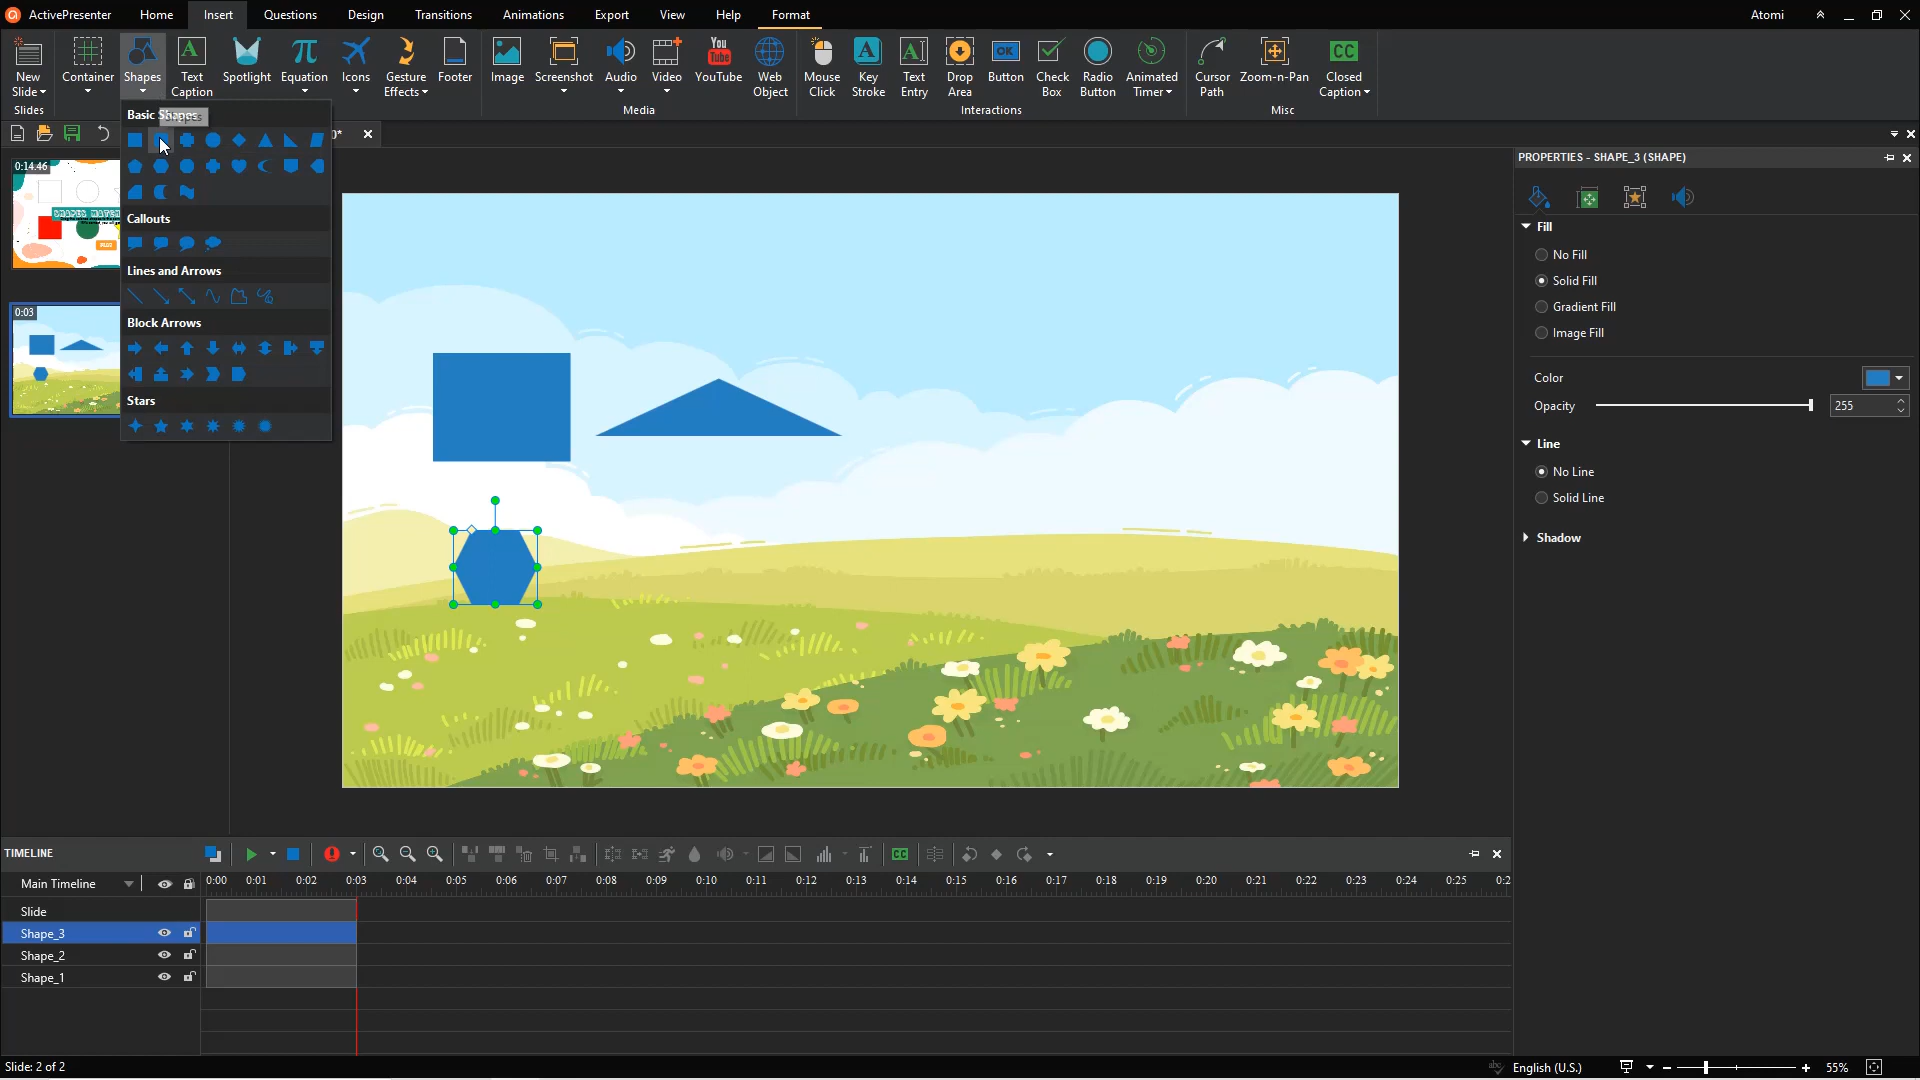 ActivePresenter Home Insert Questions Design Transitions Animations Export View Help Format Atomi
New Slide
Container
Shapes
Text Caption
Spotlight
Equation
Icons
Gesture Effects
Footer
Image
Screenshot
Audio
Video
YouTube
Web Object
Mouse Click
Key Stroke
Text Entry
Drop Area
Button
Check Box
Radio Button
Animated Timer
Cursor Path
Zoom-n-Pan
Closed Caption
Slides Media Interactions Misc
Basic Shapes
0*
Callouts
Lines and Arrows
Block Arrows
Stars
0:14:46
SHAPES MATCH
0:03
PROPERTIES - SHAPE_3 (SHAPE)
Fill
No Fill
Solid Fill
Gradient Fill
Image Fill
Color
Opacity 255
Line
No Line
Solid Line
Shadow
TIMELINE
Main Timeline 0:00 0:01 0:02 0:03 0:04 0:05 0:06 0:07 0:08 0:09 0:10 0:11 0:12 0:13 0:14 0:15 0:16 0:17 0:18 0:19 0:20 0:21 0:22 0:23 0:24 0:25 0:2
Slide
Shape_3
Shape_2
Shape_1
Slide: 2 of 2 English (U.S.) 55%